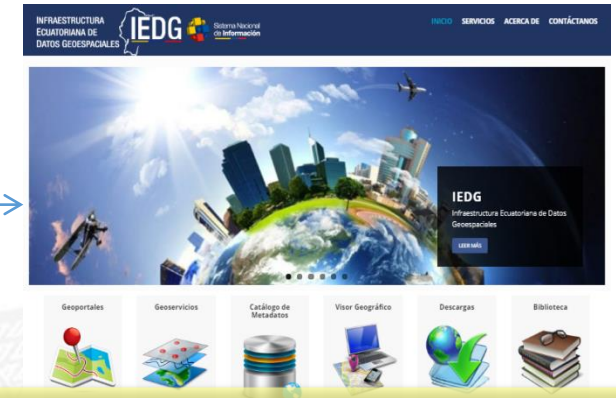 INFRAESTRUCTURA
ECUATORIANA DE
DATOS GEOESPACIALES
IEDG
Sistema Nacional
de Información
INICIO SERVICIOS ACERCA DE CONTÁCTANOS
IEDG
Infraestructura Ecuatoriana de Datos
Geoespaciales
LEER MÁS
Geoportales Geoservicios Catálogo de Visor Geográfico Descargas Biblioteca
Metadatos